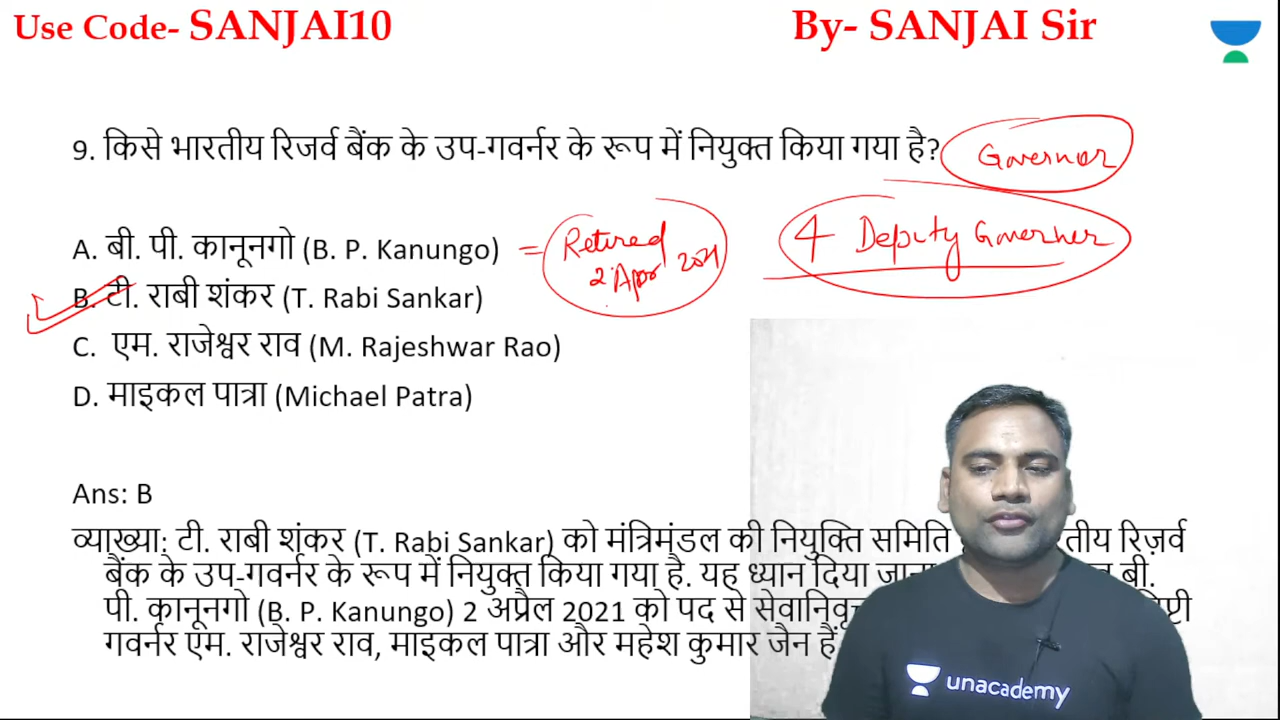 Use Code- SANJAI10
By- SANJAI Sir
9. किसे भारतीय रिजर्व बैंक के उप-गवर्नर के रूप में नियुक्त किया गया है?
Governor
A. बी. पी. कानूनगो (B. P. Kanungo)
= Retired
2 Apr 2021
4 Deputy Governer
B. टी. राबी शंकर (T. Rabi Sankar)
C. एम. राजेश्वर राव (M. Rajeshwar Rao)
D. माइकल पात्रा (Michael Patra)
Ans: B
व्याख्या: टी. राबी शंकर (T. Rabi Sankar) को मंत्रिमंडल की नियुक्ति समिति रिज़र्व
बैंक के उप-गवर्नर के रूप में नियुक्त किया गया है. यह ध्यान दिया बी.
पी. कानूनगो (B. P. Kanungo) 2 अप्रैल 2021 को पद से
गवर्नर एम. राजेश्वर राव, माइकल पात्रा और महेश कुमार जैन हैं
unacademy